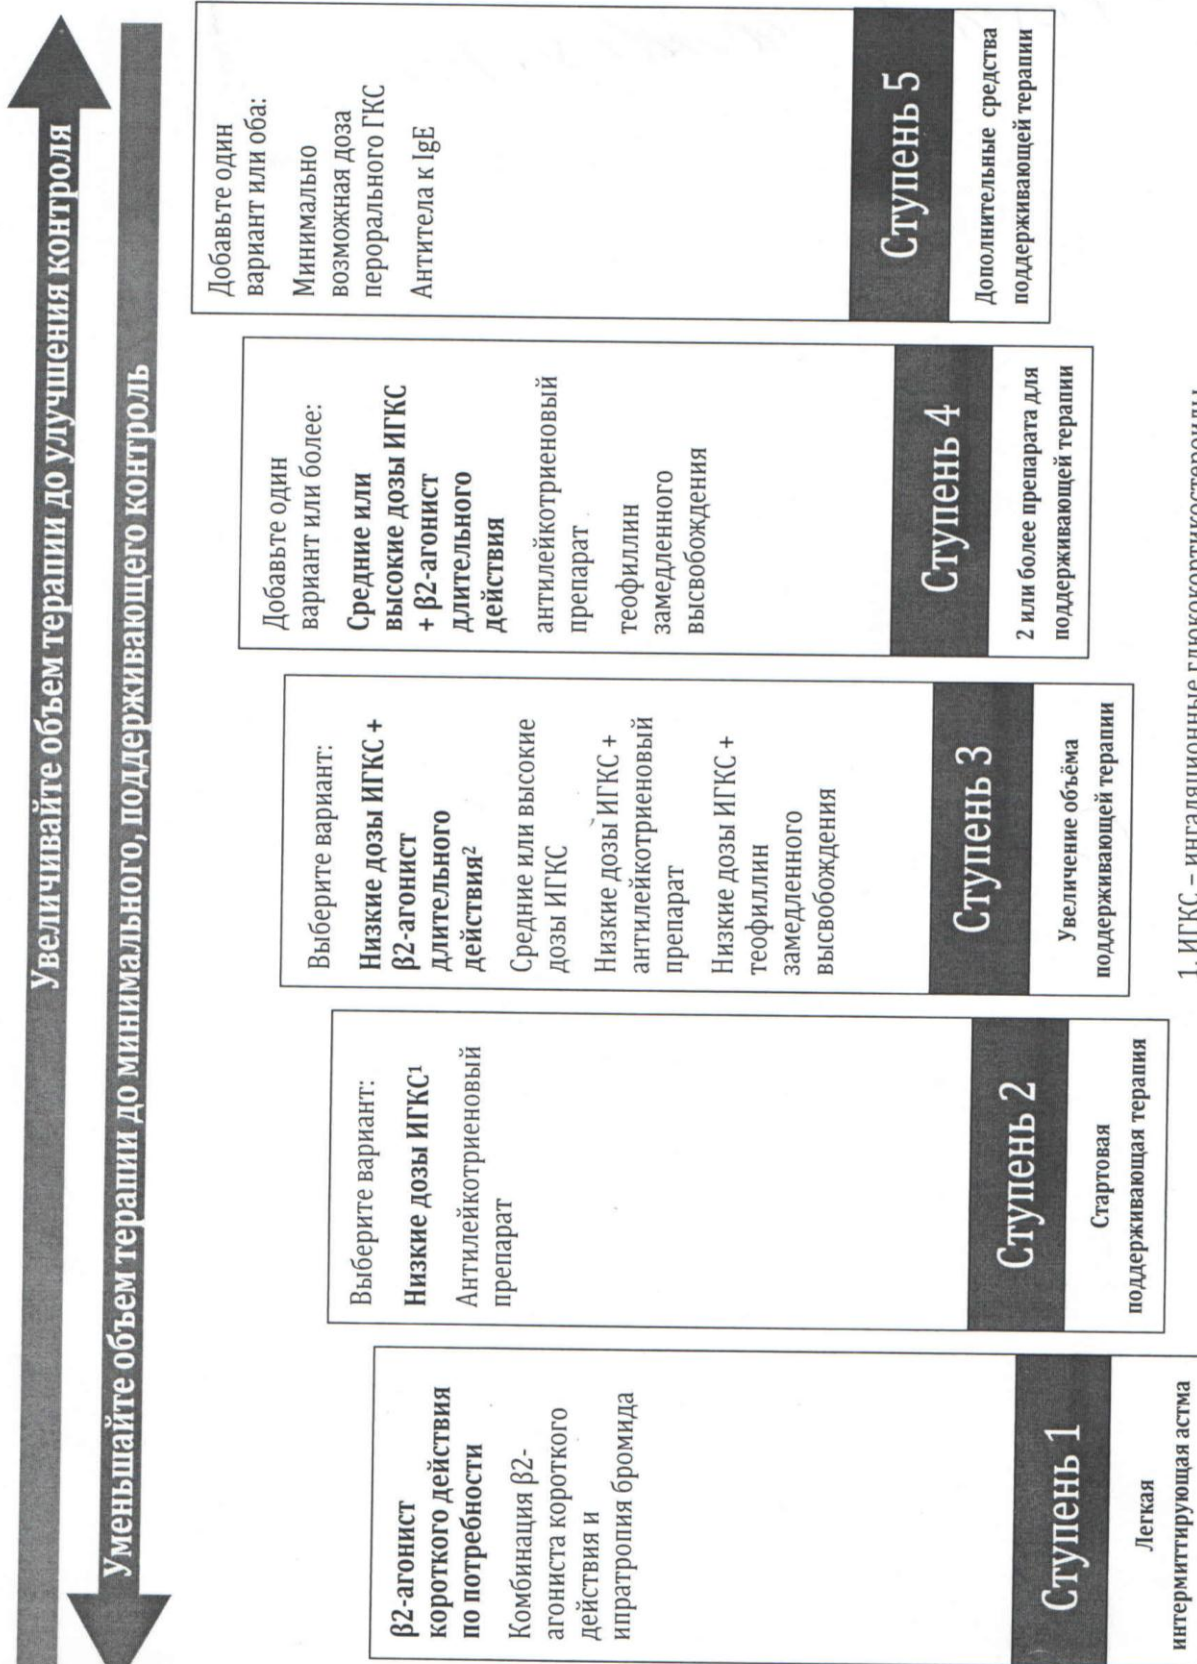 Увеличивайте объем терапии до улучшения контроля
Уменьшайте объем терапии до минимального, поддерживающего контроль
β2-агонист
короткого действия
по потребности
Комбинация β2-
агониста короткого
действия и
ипратропия бромида
Ступень 1
Легкая
интермиттирующая астма
Выберите вариант:
Низкие дозы ИГКС¹
Антилейкотриеновый
препарат
Ступень 2
Стартовая
поддерживающая терапия
Выберите вариант:
Низкие дозы ИГКС +
β2-агонист
длительного
действия²
Средние или высокие
дозы ИГКС
Низкие дозы ИГКС +
антилейкотриеновый
препарат
Низкие дозы ИГКС +
теофиллин
замедленного
высвобождения
Ступень 3
Увеличение объёма
поддерживающей терапии
Добавьте один
вариант или более:
Средние или
высокие дозы ИГКС
+ β2-агонист
длительного
действия
антилейкотриеновый
препарат
теофиллин
замедленного
высвобождения
Ступень 4
2 или более препарата для
поддерживающей терапии
Добавьте один
вариант или оба:
Минимально
возможная доза
перорального ГКС
Антитела к IgE
Ступень 5
Дополнительные средства
поддерживающей терапии
1. ИГКС – ингаляционные глюкокортикостероиды